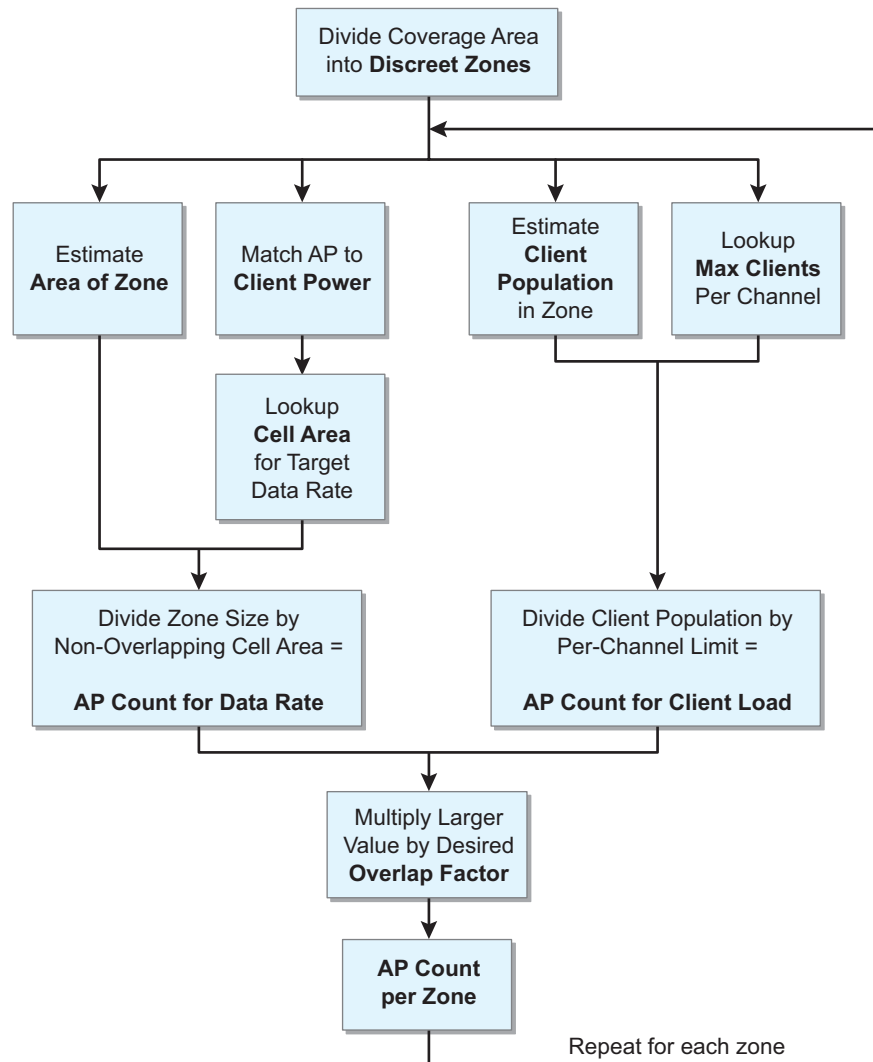 Divide Coverage Area
into Discreet Zones
Estimate
Area of Zone
Match AP to
Client Power
Estimate
Client
Population
in Zone
Lookup
Max Clients
Per Channel
Lookup
Cell Area
for Target
Data Rate
Divide Zone Size by
Non-Overlapping Cell Area =
AP Count for Data Rate
Divide Client Population by
Per-Channel Limit =
AP Count for Client Load
Multiply Larger
Value by Desired
Overlap Factor
AP Count
per Zone
Repeat for each zone